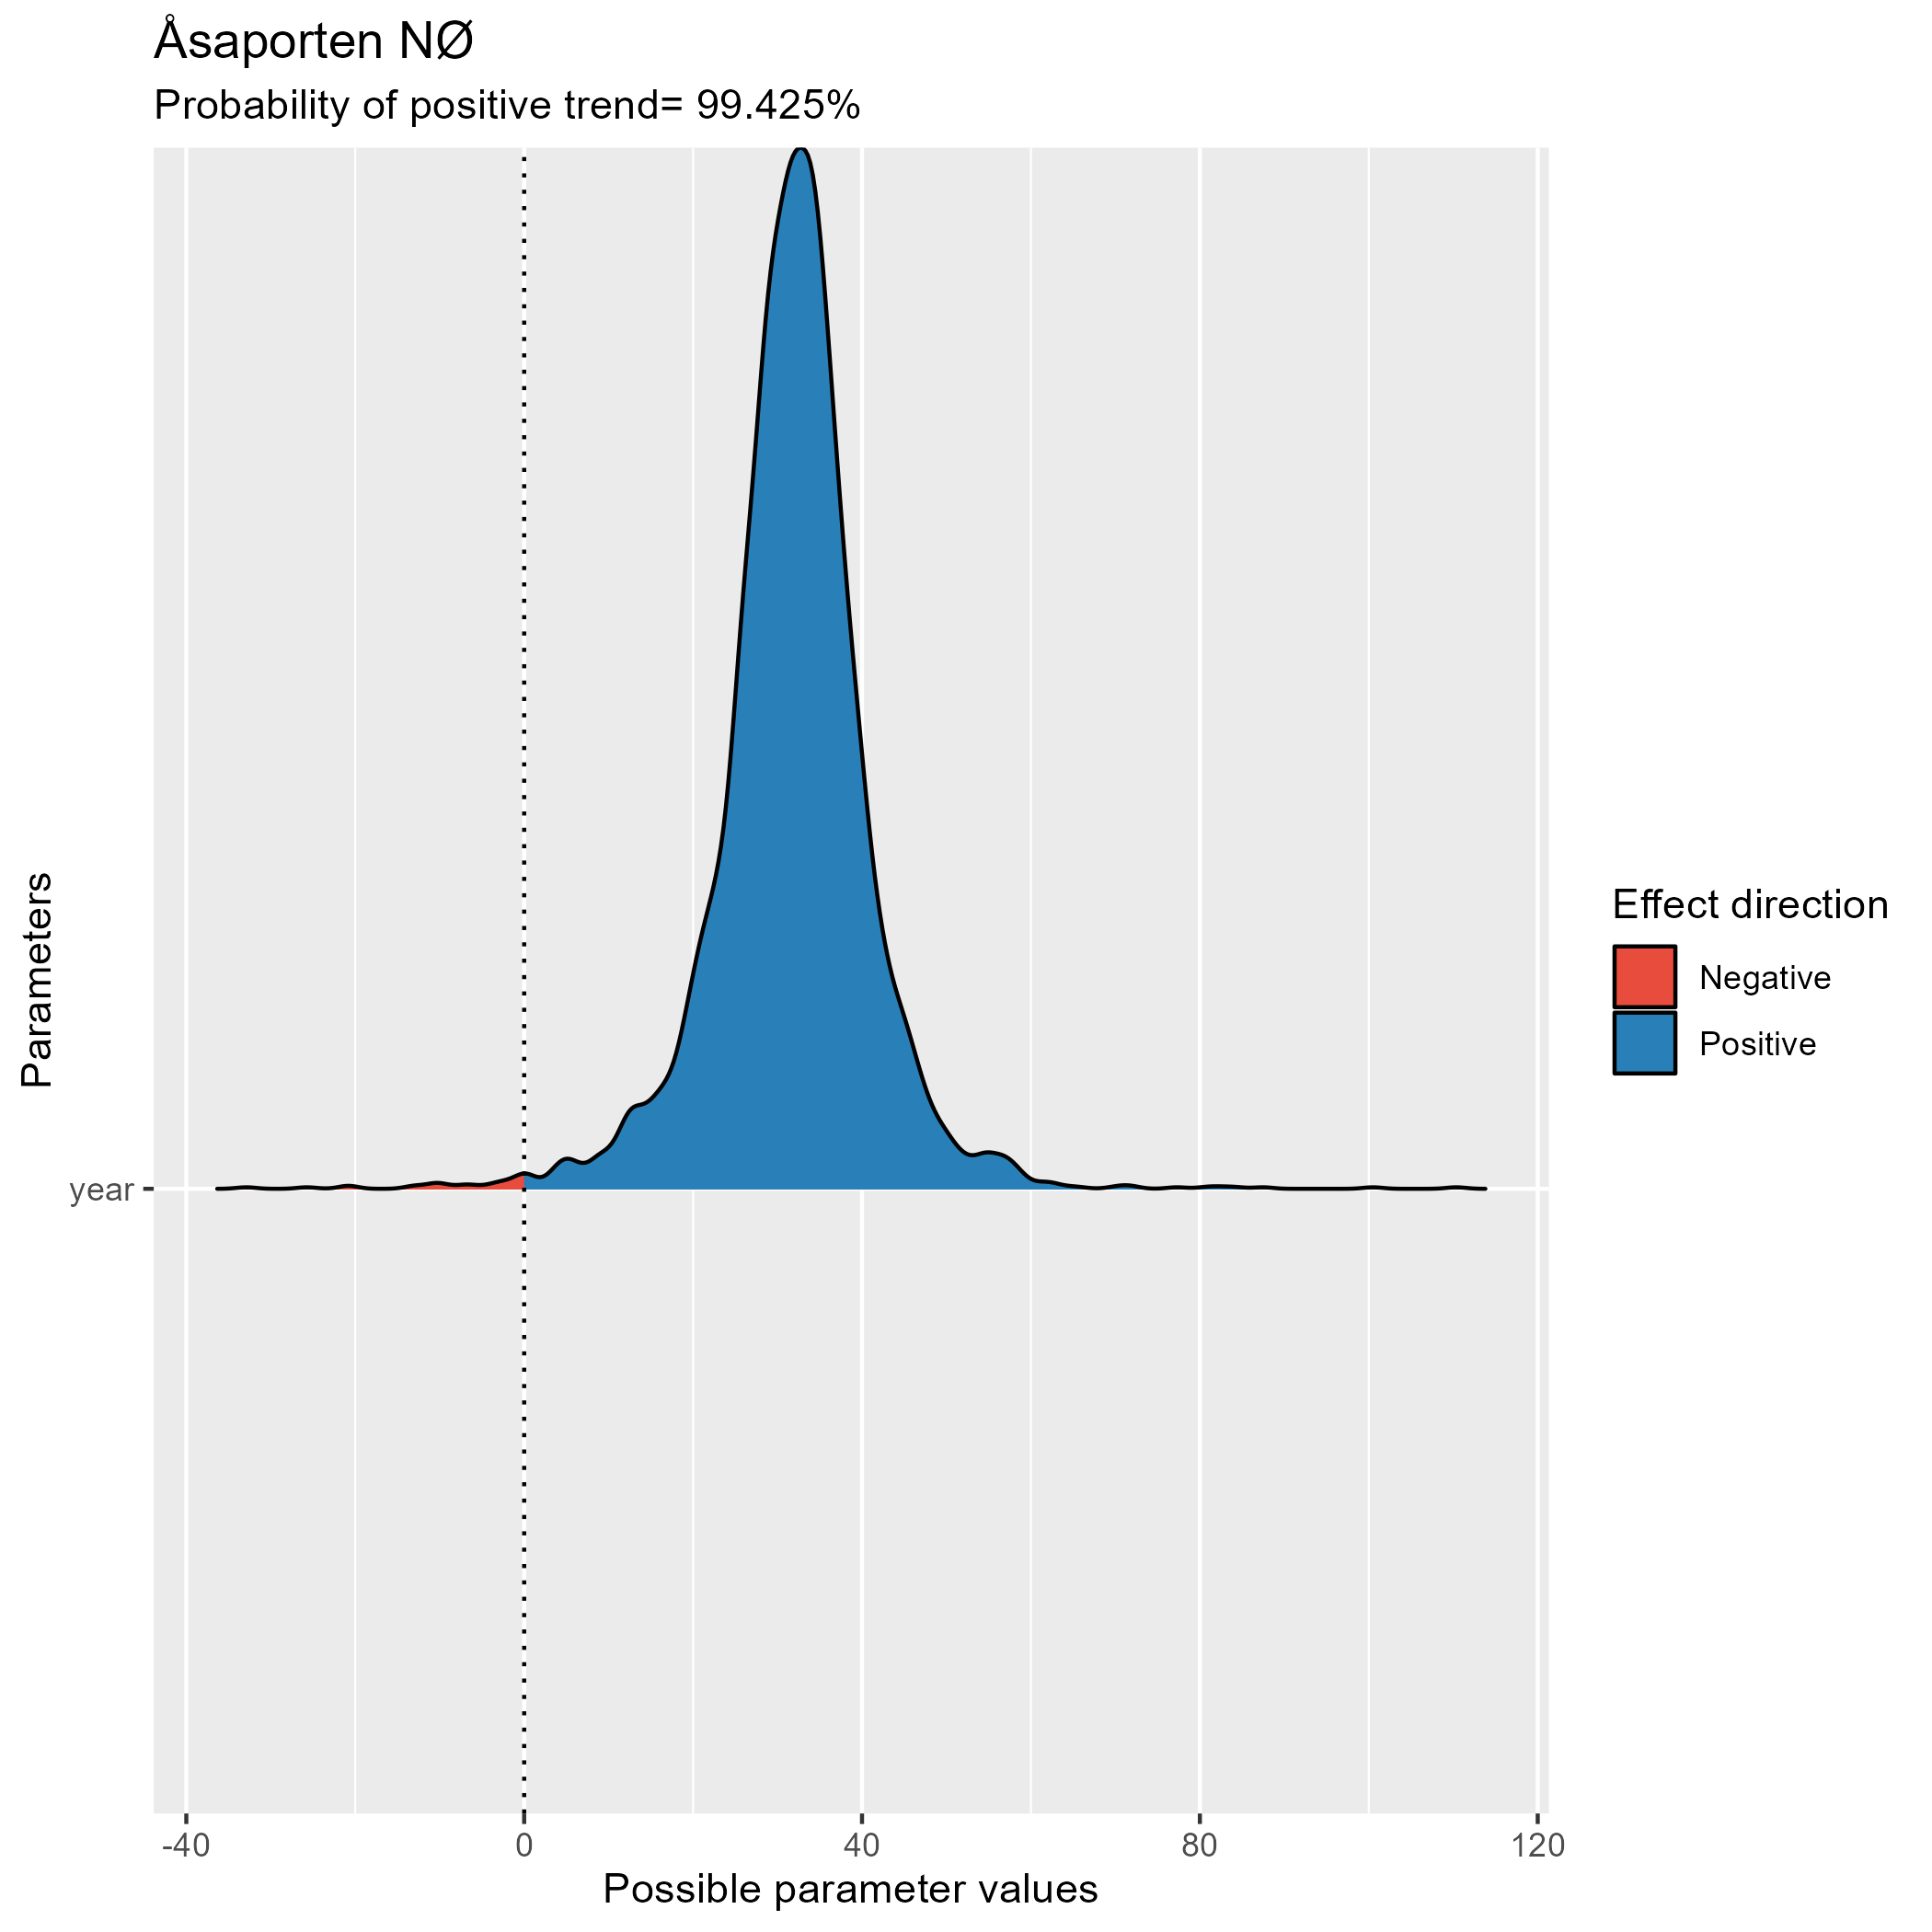 Åsaporten NØ
Probability of positive trend= 99.425%
Parameters
year
-40 0 40 80 120
Possible parameter values
Effect direction
Negative
Positive